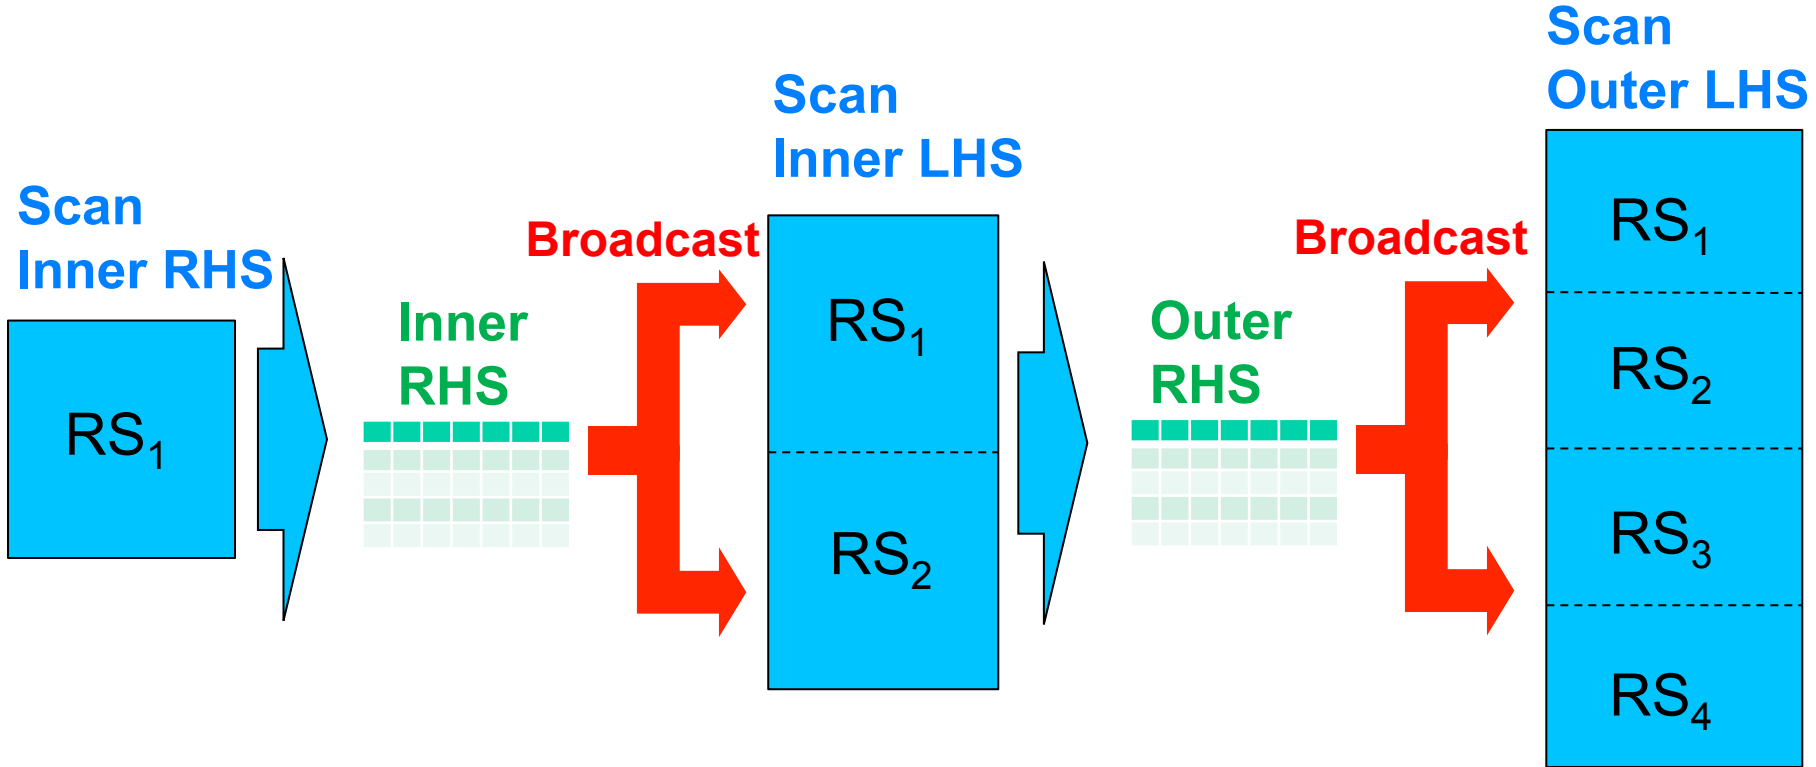 Scan
Inner RHS
RS₁
Inner
RHS
Broadcast
Scan
Inner LHS
RS₁
RS₂
Outer
RHS
Broadcast
Scan
Outer LHS
RS₁
RS₂
RS₃
RS₄